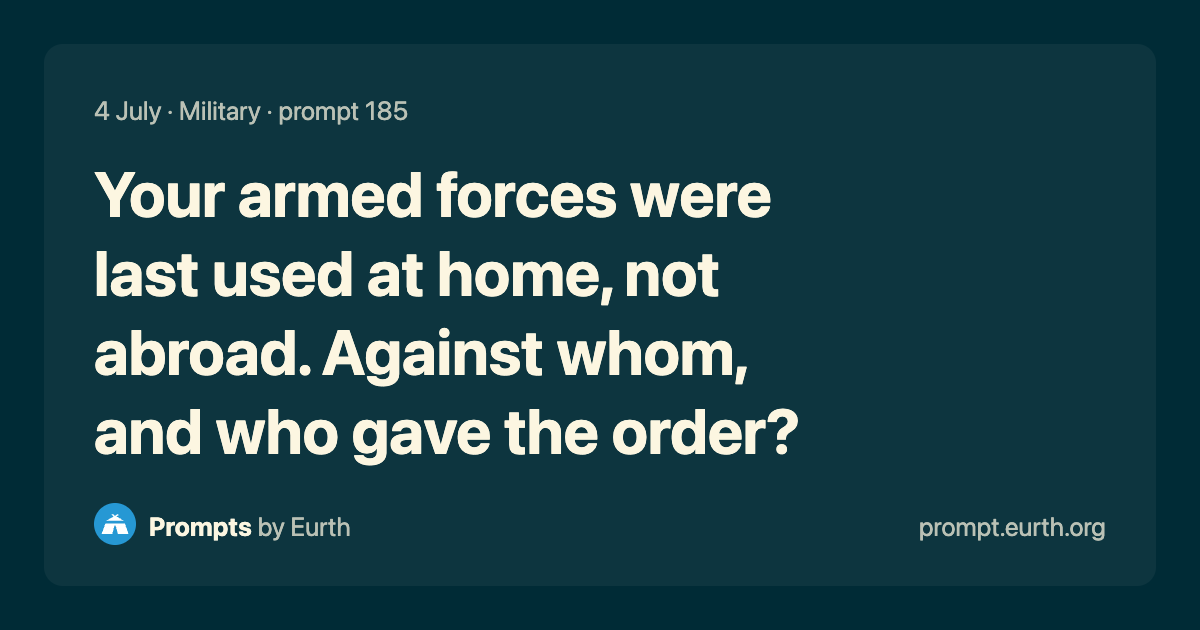 4 July · Military · prompt 185
Your armed forces were
last used at home, not
abroad. Against whom,
and who gave the order?
Prompts by Eurth
prompt.eurth.org